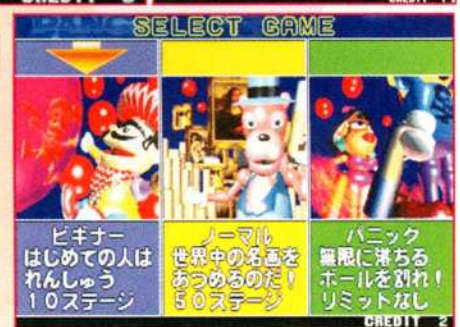 SELECT GAME
ビギナー
はじめての人は
れんしゅう
10ステージ
ノーマル
世界中の名画を
あつめるのだ!
50ステージ
パニック
無限に落ちる
ボールを割れ!
リミットなし
CREDIT 2